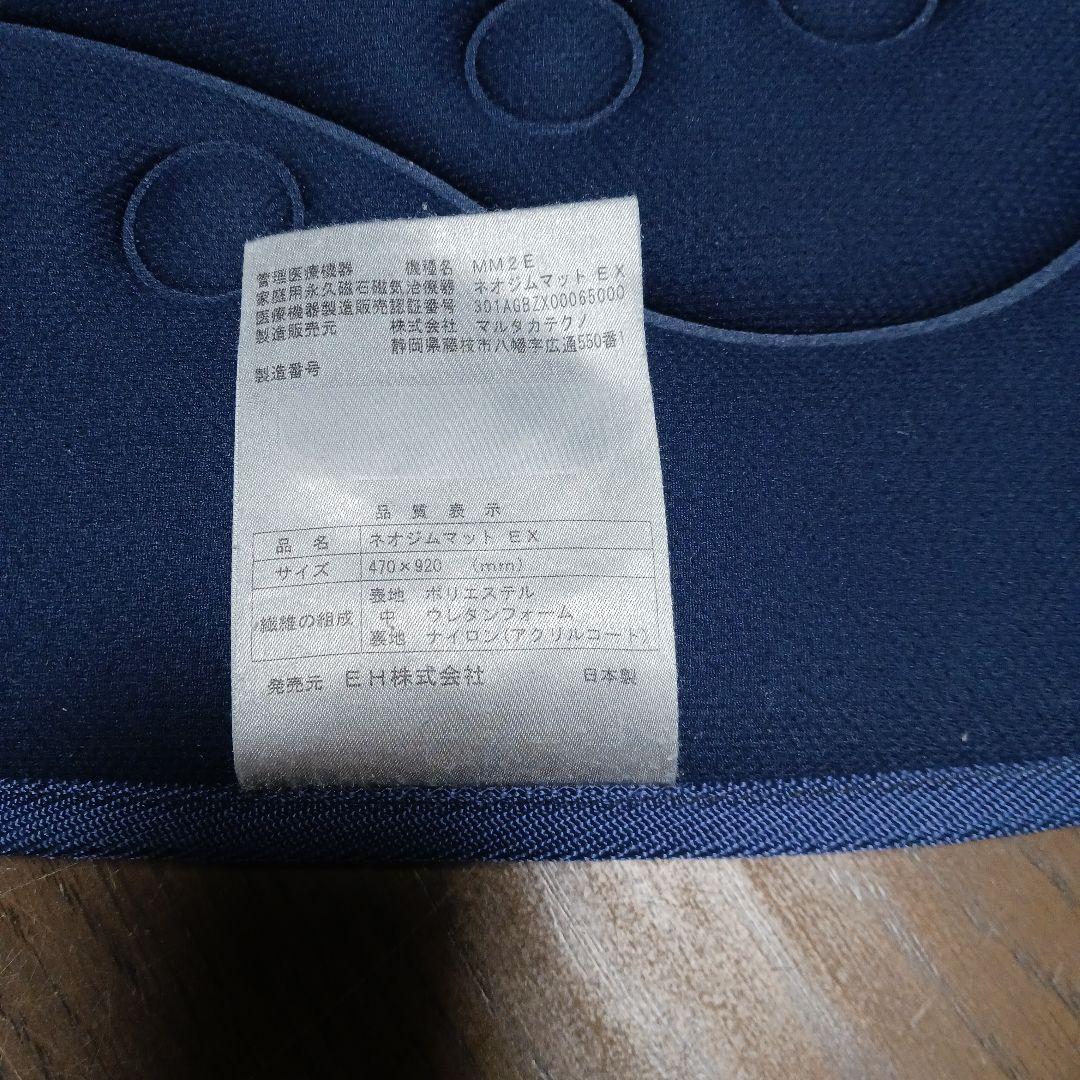 管理医療機器 機種名 MM2E
家庭用永久磁石磁気治療器 ネオジムマット EX
医療機器製造販売認証番号 301AGBZX00065000
製造販売元 株式会社 マルタカテクノ
静岡県藤枝市八幡字広通550番1
製造番号
品質表示
品名 ネオジムマット EX
サイズ 470×920 (mm)
繊維の組成 表地 ポリエステル
中 ウレタンフォーム
裏地 ナイロン(アクリルコート)
発売元 EH株式会社 日本製